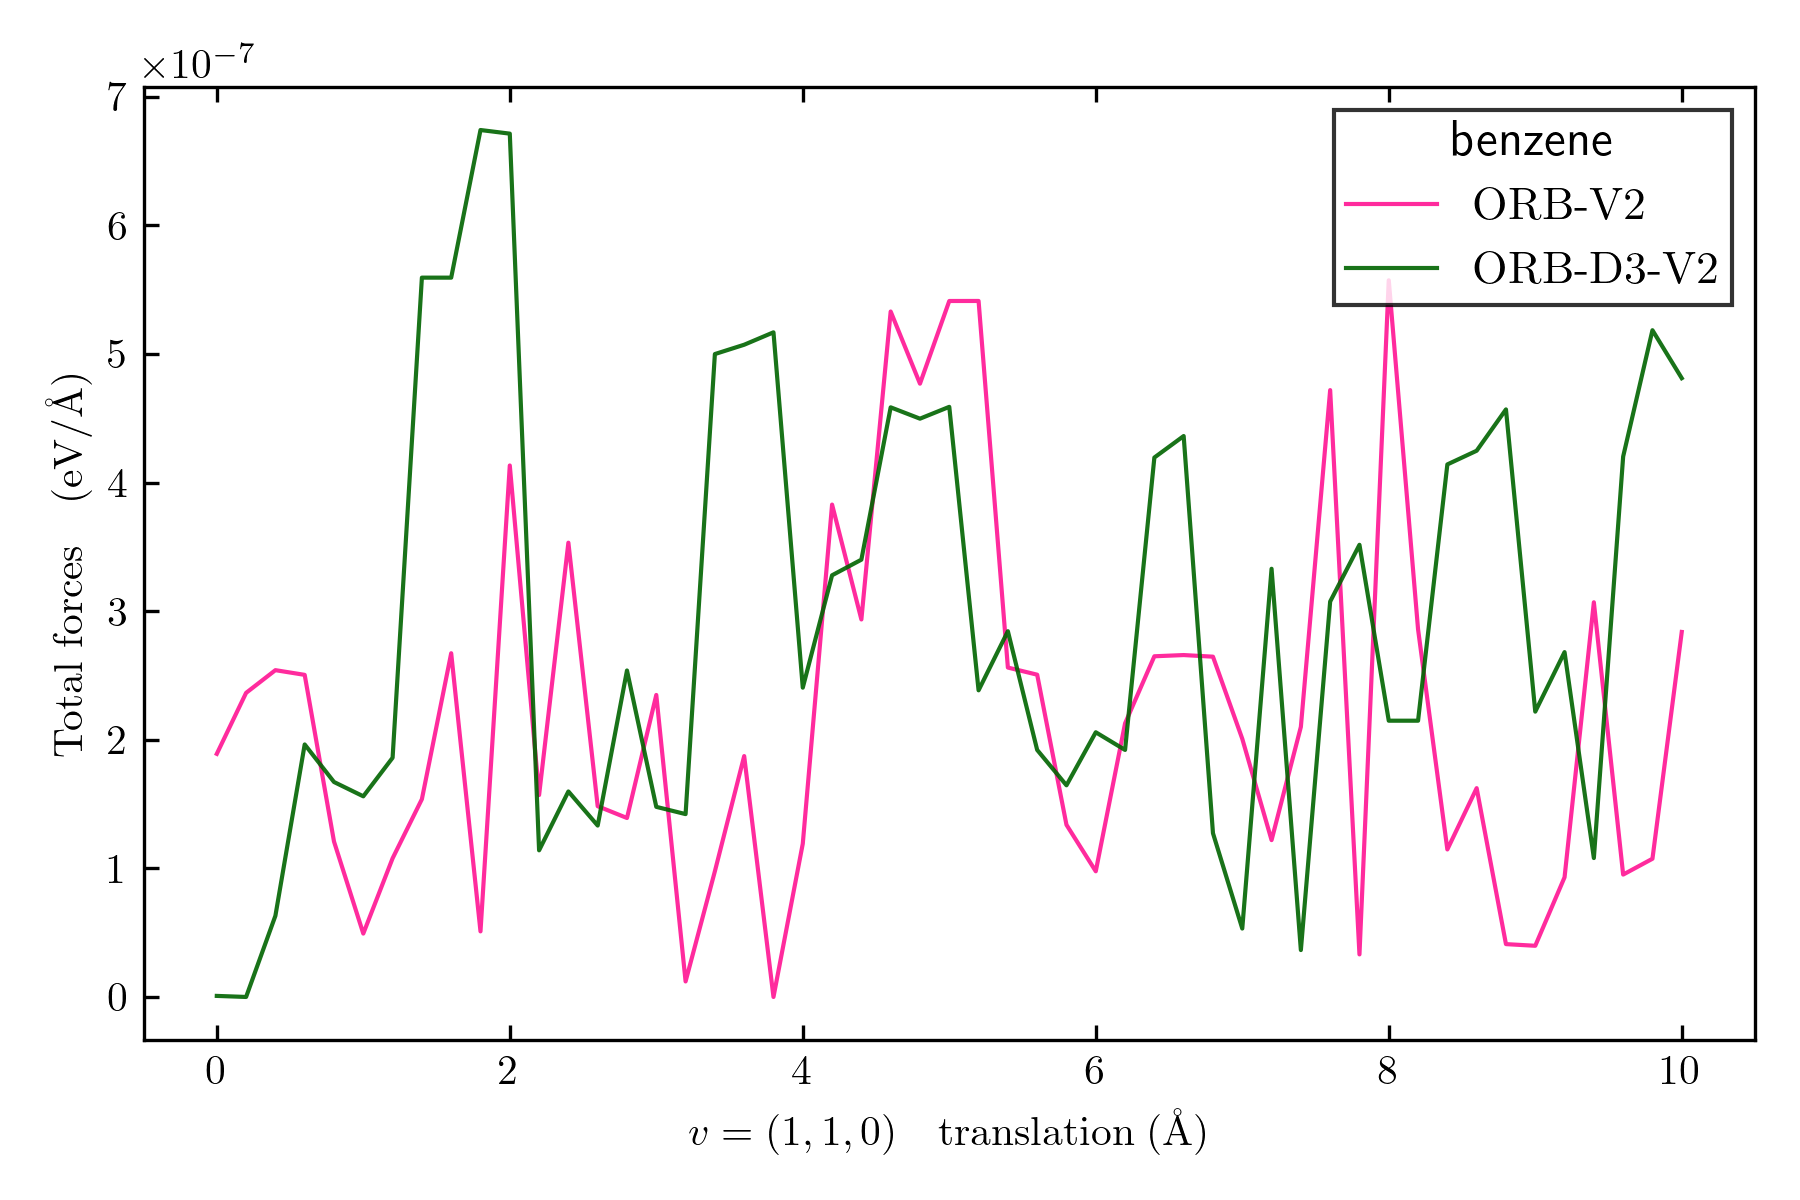 ×10⁻⁷
7
6
5
4
3
2
1
0
Total forces (eV/Å)
benzene
ORB-V2
ORB-D3-V2
0 2 4 6 8 10
v = (1, 1, 0) translation (Å)